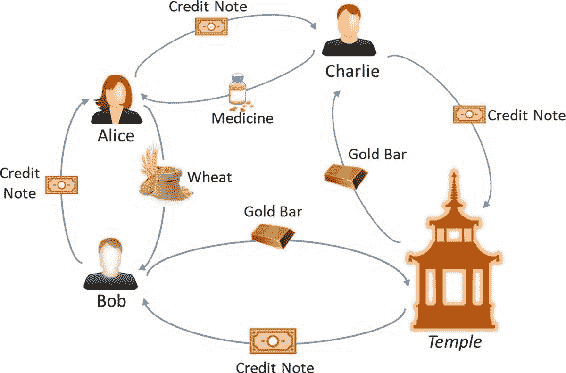 Credit Note
Charlie
Medicine
Alice
Credit Note
Credit
Note
Wheat
Gold Bar
Gold Bar
Bob
Temple
Credit Note